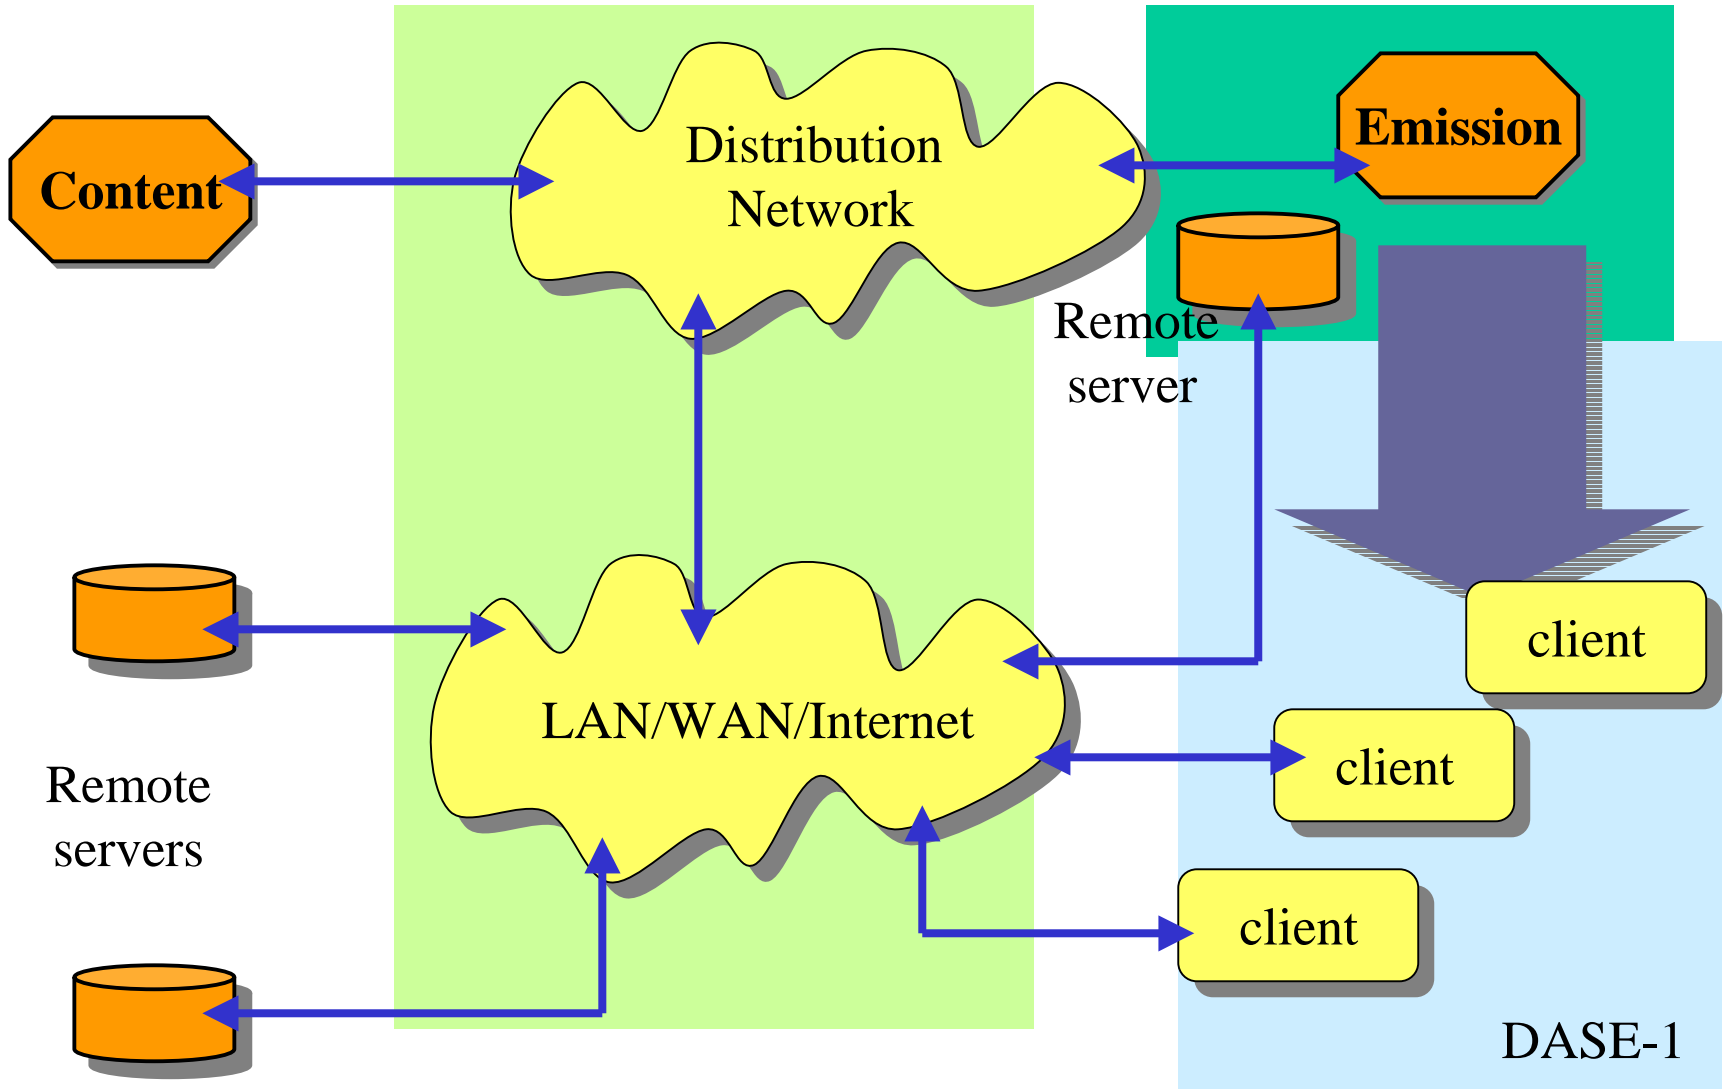 Content
Distribution
Network
Emission
Remote
server
LAN/WAN/Internet
client
client
client
Remote
servers
DASE-1